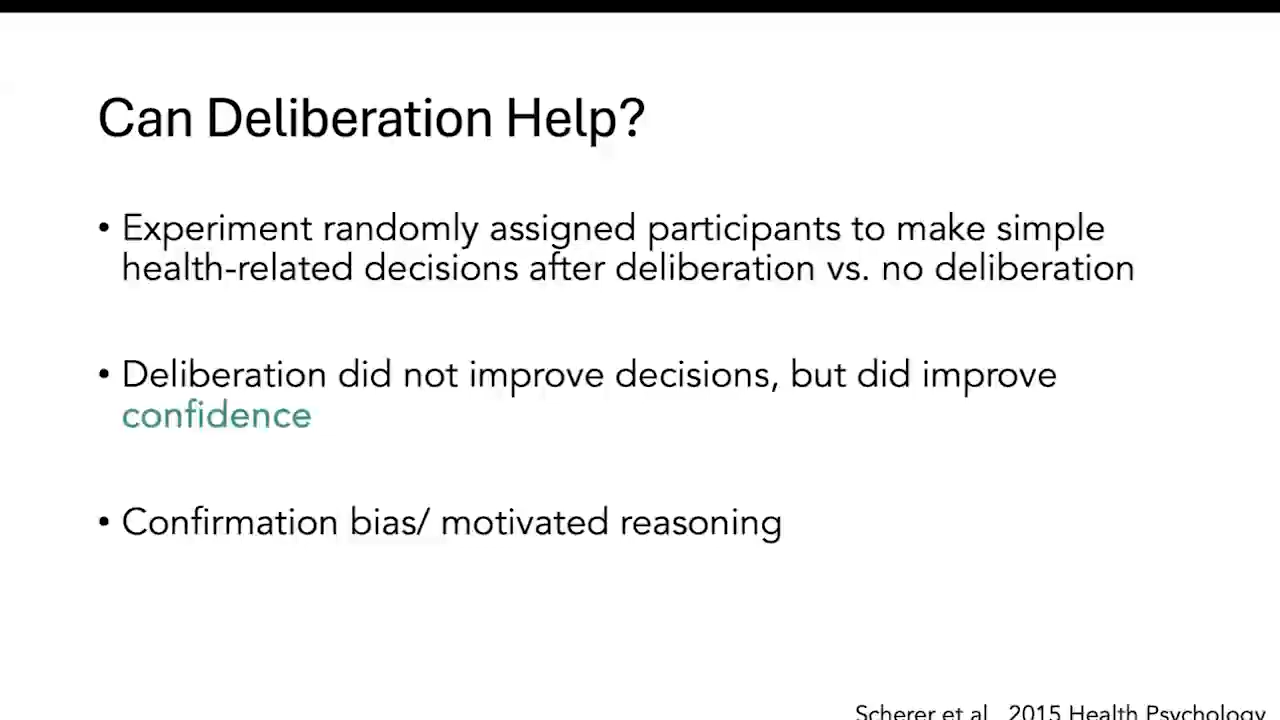 Can Deliberation Help?
• Experiment randomly assigned participants to make simple
health-related decisions after deliberation vs. no deliberation
• Deliberation did not improve decisions, but did improve
confidence
• Confirmation bias/ motivated reasoning
Scherer et al., 2015 Health Psychology